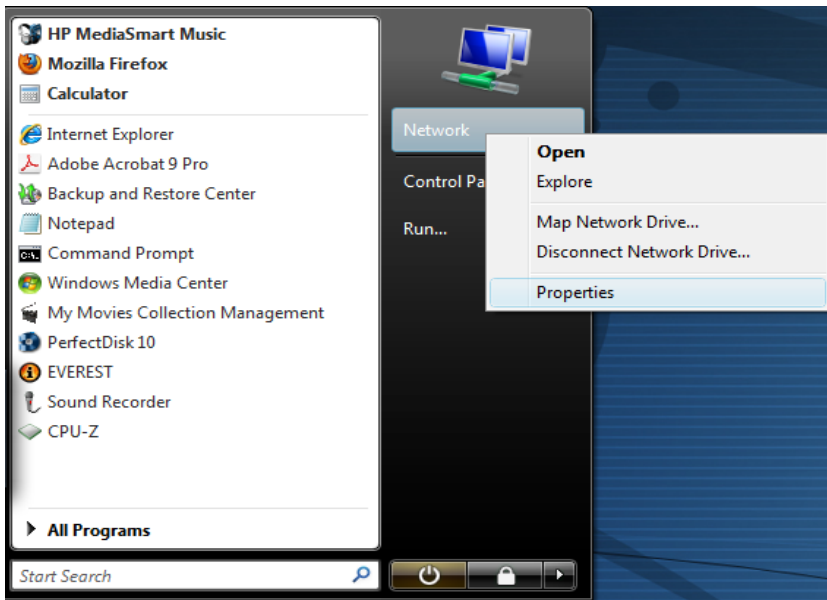 HP MediaSmart Music
Mozilla Firefox
Calculator
Internet Explorer
Adobe Acrobat 9 Pro
Backup and Restore Center
Notepad
Command Prompt
Windows Media Center
My Movies Collection Management
PerfectDisk 10
EVEREST
Sound Recorder
CPU-Z
All Programs
Start Search
Network
Control Pa
Run...
Open
Explore
Map Network Drive...
Disconnect Network Drive...
Properties